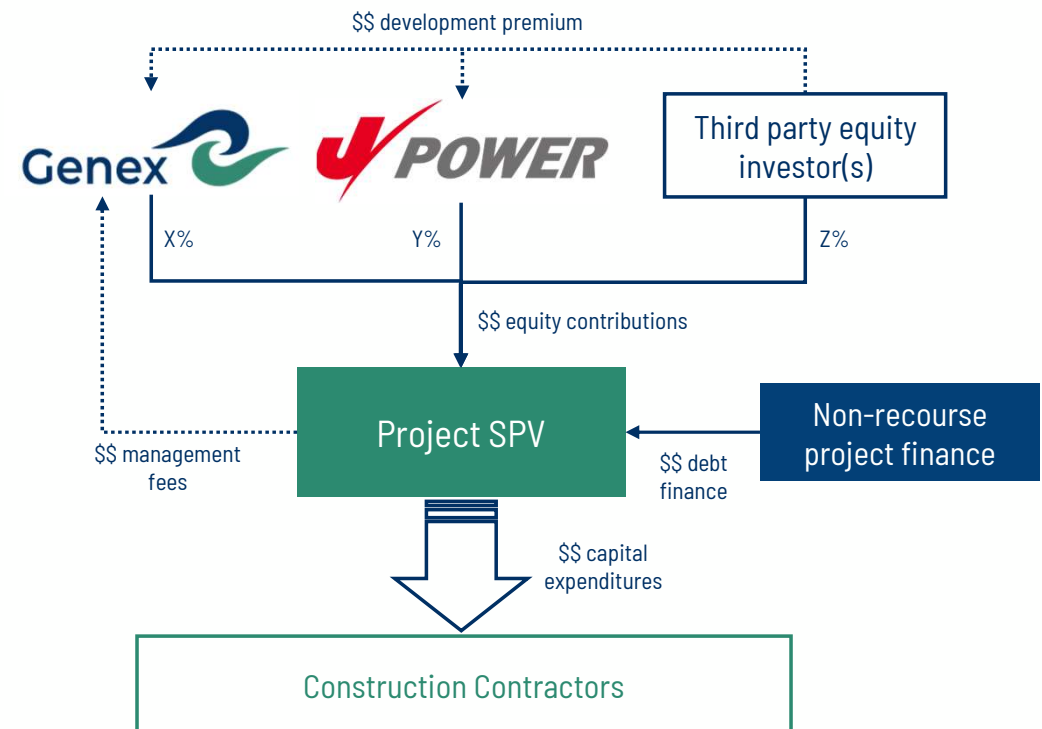 $$ development premium
Genex
POWER
Third party equity
investor(s)
X%
Y%
Z%
$$ equity contributions
Project SPV
Non-recourse
project finance
$$ management
fees
$$ debt
finance
$$ capital
expenditures
Construction Contractors